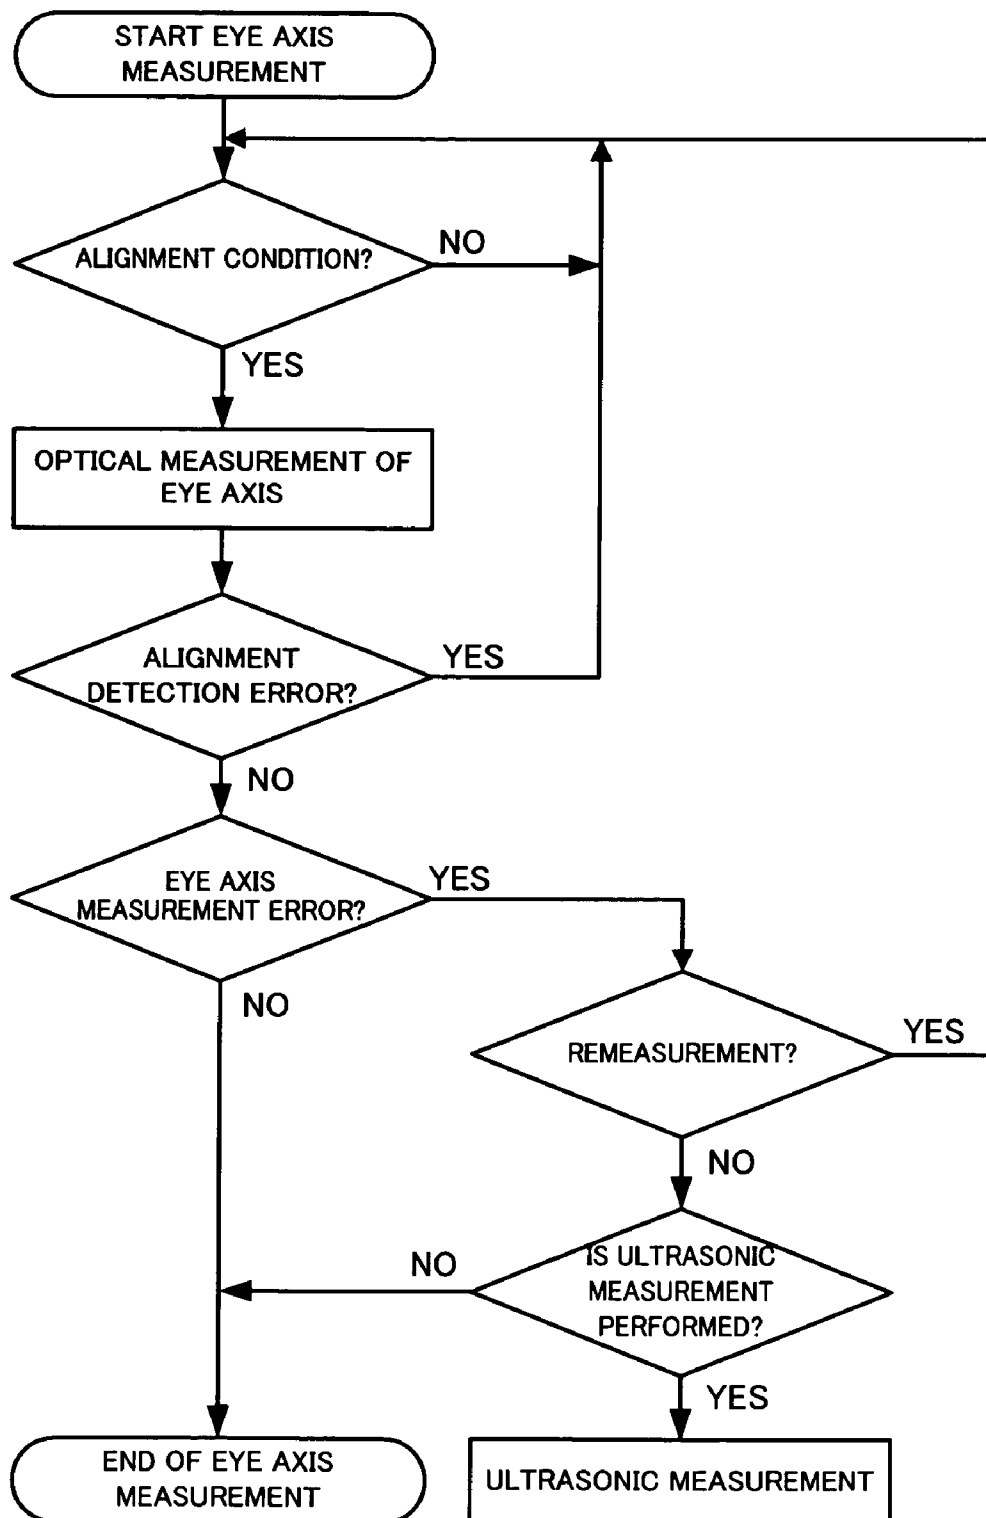 START EYE AXIS
MEASUREMENT
ALIGNMENT CONDITION?
NO
YES
OPTICAL MEASUREMENT OF
EYE AXIS
ALIGNMENT
DETECTION ERROR?
YES
NO
EYE AXIS
MEASUREMENT ERROR?
YES
NO
REMEASUREMENT?
YES
NO
IS ULTRASONIC
MEASUREMENT
PERFORMED?
NO
YES
END OF EYE AXIS
MEASUREMENT
ULTRASONIC MEASUREMENT